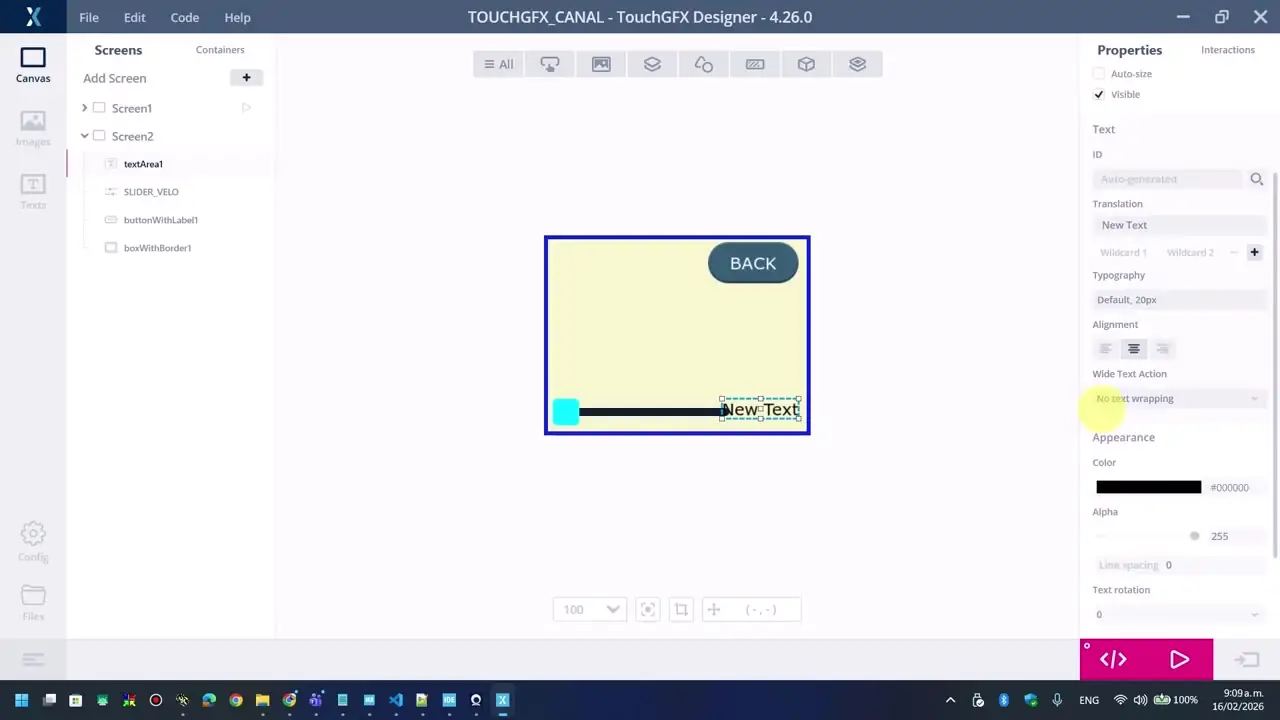 File Edit Code Help
TOUCHGFX_CANAL - TouchGFX Designer - 4.26.0
Canvas
Images
Texts
Config
Files
Screens Containers
Add Screen +
Screen1
Screen2
textArea1
SLIDER_VELO
buttonWithLabel1
boxWithBorder1
All
BACK
New Text
100
(-,-)
Properties Interactions
Auto-size
Visible
Text
ID
Auto-generated
Translation
New Text
Wildcard 1 Wildcard 2 − +
Typography
Default, 20px
Alignment
Wide Text Action
No text wrapping
Appearance
Color
#000000
Alpha
255
Line spacing 0
Text rotation
0
ENG
100%
9:09 a. m.
16/02/2026